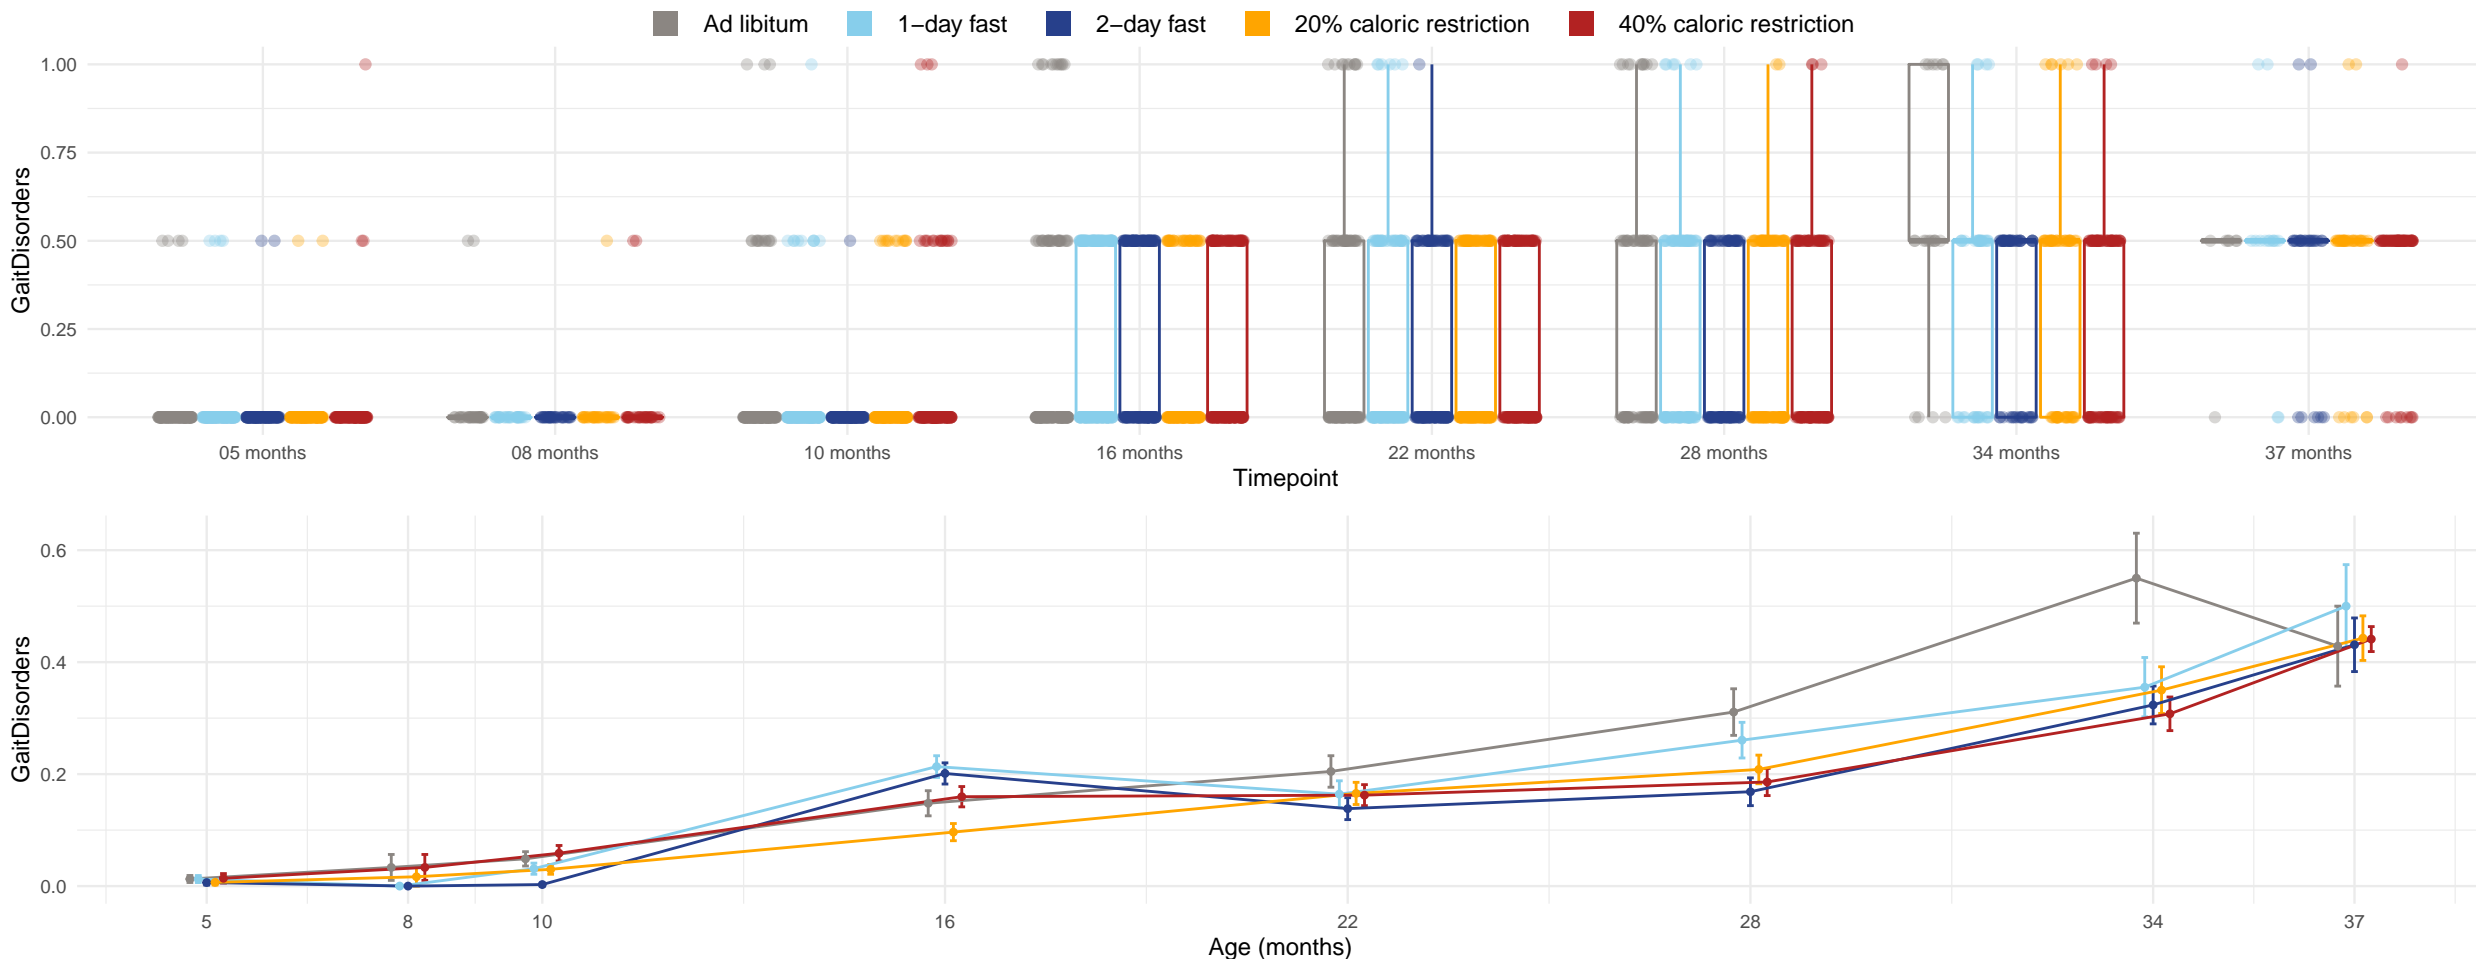 Ad libitum 1−day fast 2−day fast 20% caloric restriction 40% caloric restriction
1.00
0.75
0.50
0.25
0.00
GaitDisorders
05 months 08 months 10 months 16 months 22 months 28 months 34 months 37 months
Timepoint
0.6
0.4
0.2
0.0
GaitDisorders
5 8 10 16 22 28 34 37
Age (months)